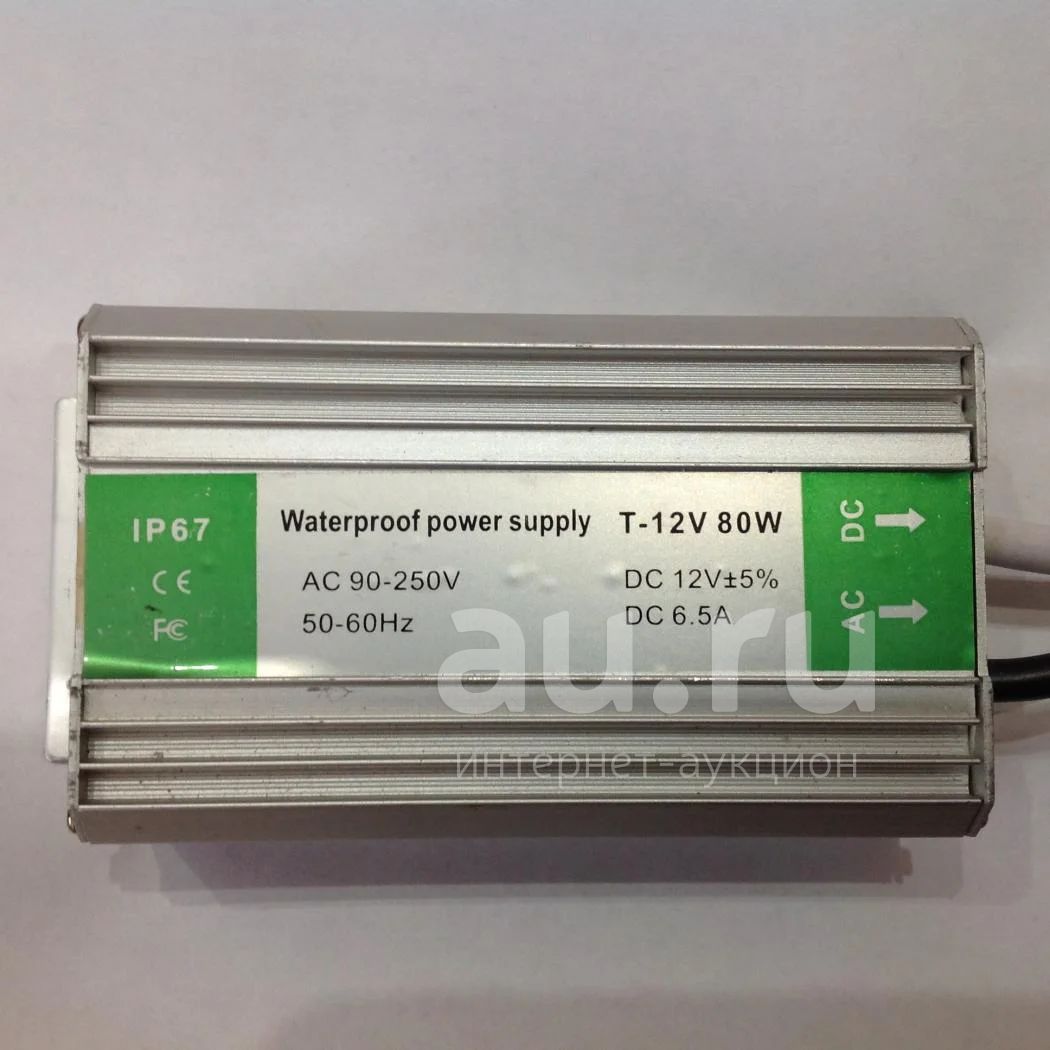 IP67
CE
FC
Waterproof power supply T-12V 80W
AC 90-250V DC 12V±5%
50-60Hz DC 6.5A
DC
AC
au.ru
интернет-аукцион